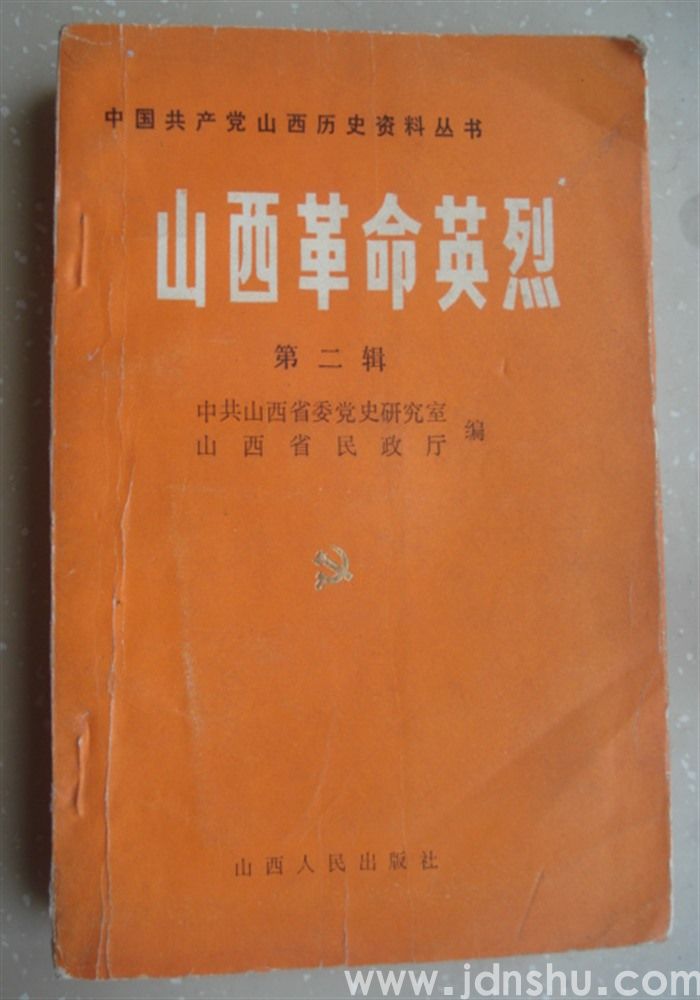 中国共产党山西历史资料丛书
山西革命英烈
第二辑
中共山西省委党史研究室
山西省民政厅
编
山西人民出版社
www.jdnshu.com